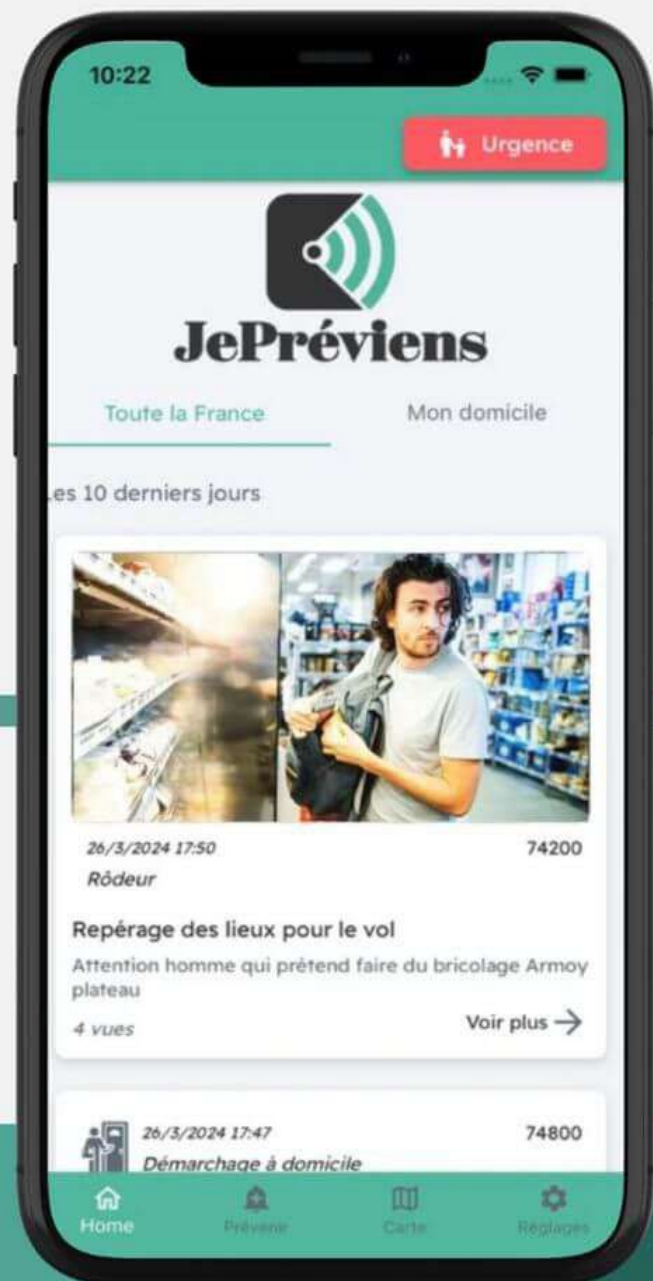 10:22
Urgence
JePréviens
Toute la France
Mon domicile
Les 10 derniers jours
26/3/2024 17:50
74200
Rôdeur
Repérage des lieux pour le vol
Attention homme qui prétend faire du bricolage Armoy
plateau
4 vues
Voir plus
26/3/2024 17:47
74800
Démarchage à domicile
Home
Prévenir
Carte
Réglages